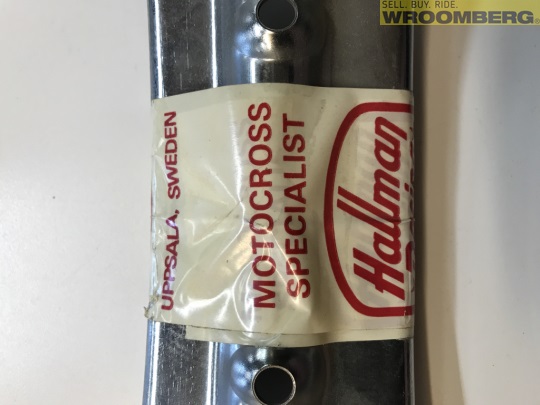 SELL. BUY. RIDE.
WROOMBERG®
Hallman
MOTOCROSS
SPECIALIST
UPPSALA, SWEDEN